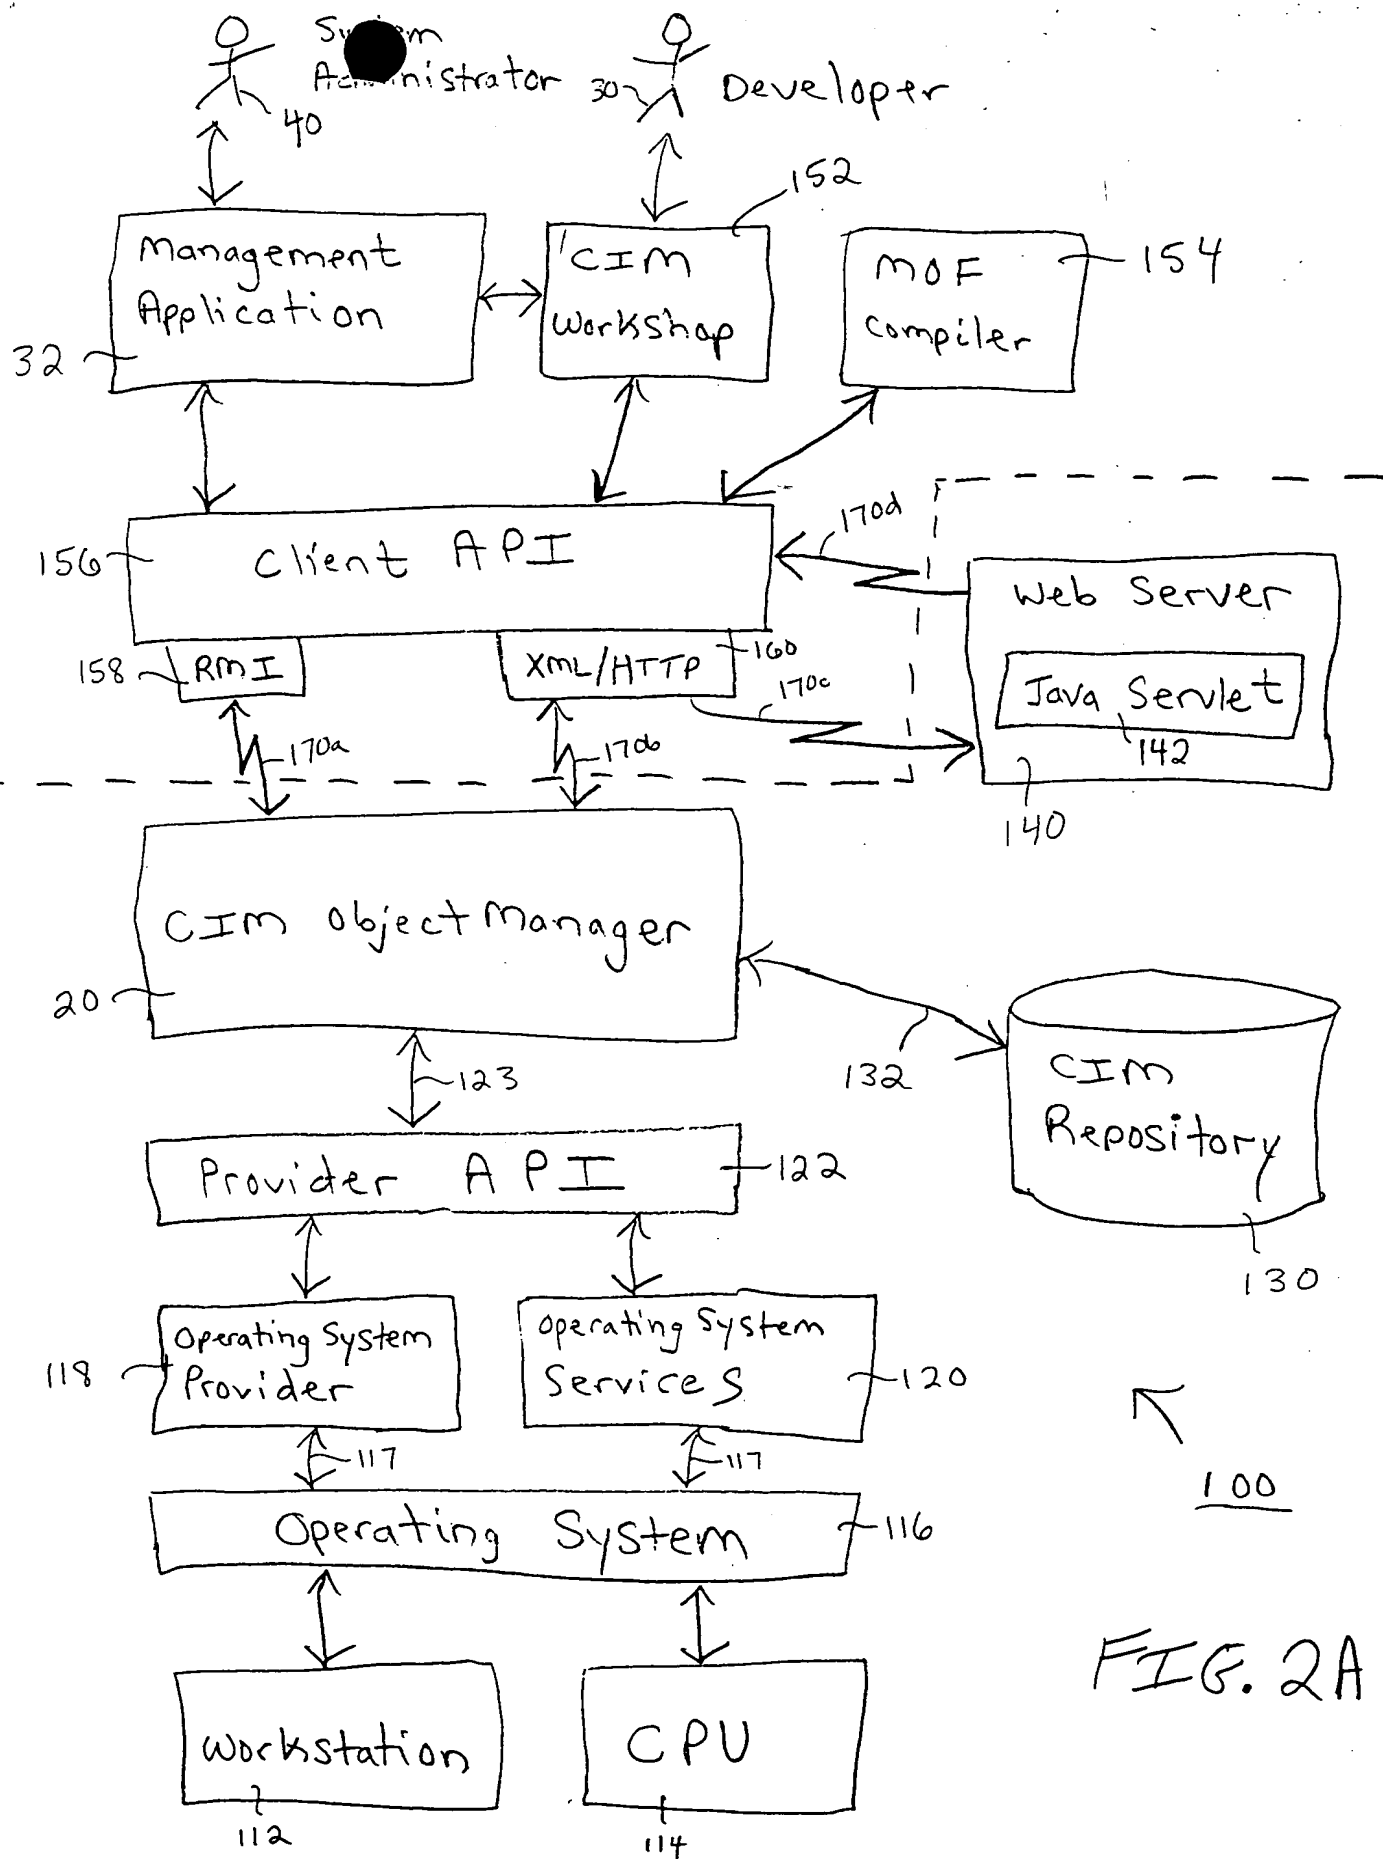 Administrator
40
30
Developer
152
Management
Application
32
CIM
Workshop
MOF
Compiler
154
Client API
156
170d
Web Server
Java Servlet
142
140
158
RMI
XML/HTTP
160
170c
170a
170b
CIM Object Manager
20
132
123
CIM
Repository
130
Provider API
122
Operating System
Provider
118
Operating System
Services
120
117
117
100
Operating System
116
FIG. 2A
Workstation
112
CPU
114